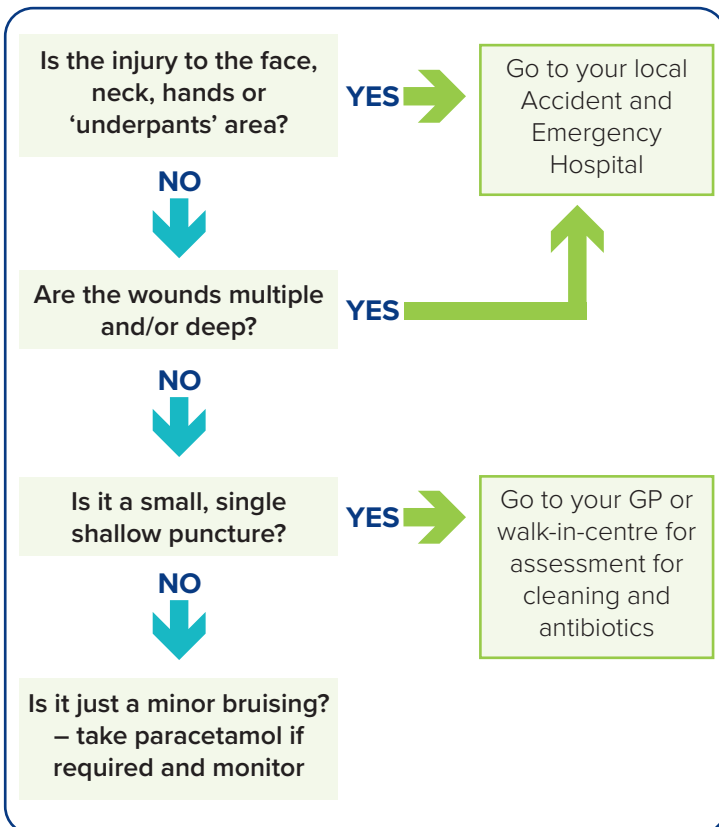 Is the injury to the face,
neck, hands or
‘underpants’ area?
YES
Go to your local
Accident and
Emergency
Hospital
NO
Are the wounds multiple
and/or deep?
YES
NO
Is it a small, single
shallow puncture?
YES
Go to your GP or
walk-in-centre for
assessment for
cleaning and
antibiotics
NO
Is it just a minor bruising?
– take paracetamol if
required and monitor